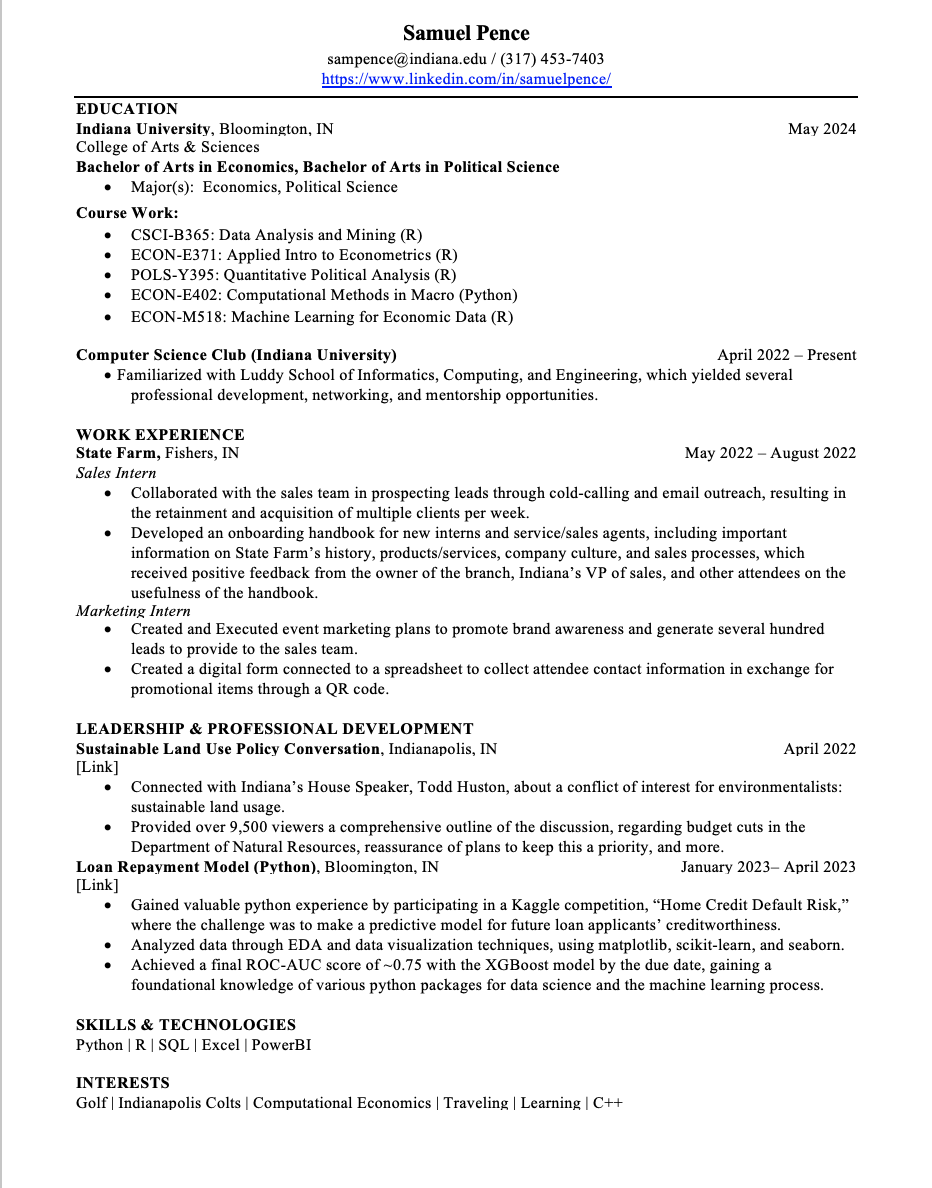 Samuel Pence
sampence@indiana.edu / (317) 453-7403
https://www.linkedin.com/in/samuelpence/
EDUCATION
Indiana University, Bloomington, IN May 2024
College of Arts & Sciences
Bachelor of Arts in Economics, Bachelor of Arts in Political Science
• Major(s):  Economics, Political Science
Course Work:
• CSCI-B365: Data Analysis and Mining (R)
• ECON-E371: Applied Intro to Econometrics (R)
• POLS-Y395: Quantitative Political Analysis (R)
• ECON-E402: Computational Methods in Macro (Python)
• ECON-M518: Machine Learning for Economic Data (R)
Computer Science Club (Indiana University) April 2022 – Present
• Familiarized with Luddy School of Informatics, Computing, and Engineering, which yielded several
professional development, networking, and mentorship opportunities.
WORK EXPERIENCE
State Farm, Fishers, IN May 2022 – August 2022
Sales Intern
• Collaborated with the sales team in prospecting leads through cold-calling and email outreach, resulting in
the retainment and acquisition of multiple clients per week.
• Developed an onboarding handbook for new interns and service/sales agents, including important
information on State Farm's history, products/services, company culture, and sales processes, which
received positive feedback from the owner of the branch, Indiana's VP of sales, and other attendees on the
usefulness of the handbook.
Marketing Intern
• Created and Executed event marketing plans to promote brand awareness and generate several hundred
leads to provide to the sales team.
• Created a digital form connected to a spreadsheet to collect attendee contact information in exchange for
promotional items through a QR code.
LEADERSHIP & PROFESSIONAL DEVELOPMENT
Sustainable Land Use Policy Conversation, Indianapolis, IN April 2022
[Link]
• Connected with Indiana's House Speaker, Todd Huston, about a conflict of interest for environmentalists:
sustainable land usage.
• Provided over 9,500 viewers a comprehensive outline of the discussion, regarding budget cuts in the
Department of Natural Resources, reassurance of plans to keep this a priority, and more.
Loan Repayment Model (Python), Bloomington, IN January 2023– April 2023
[Link]
• Gained valuable python experience by participating in a Kaggle competition, “Home Credit Default Risk,”
where the challenge was to make a predictive model for future loan applicants' creditworthiness.
• Analyzed data through EDA and data visualization techniques, using matplotlib, scikit-learn, and seaborn.
• Achieved a final ROC-AUC score of ~0.75 with the XGBoost model by the due date, gaining a
foundational knowledge of various python packages for data science and the machine learning process.
SKILLS & TECHNOLOGIES
Python | R | SQL | Excel | PowerBI
INTERESTS
Golf | Indianapolis Colts | Computational Economics | Traveling | Learning | C++